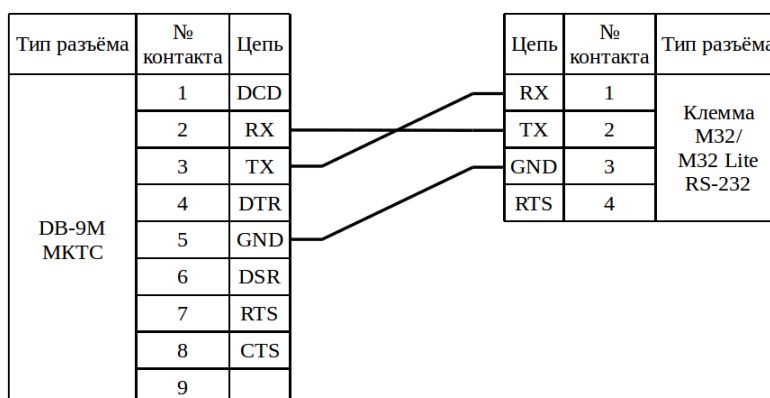 Тип разъёма № контакта Цепь
1 DCD
2 RX
3 TX
4 DTR
DB-9M МКТС
5 GND
6 DSR
7 RTS
8 CTS
9
Цепь № контакта Тип разъёма
RX 1
TX 2
GND 3
RTS 4
Клемма
М32/
M32 Lite
RS-232